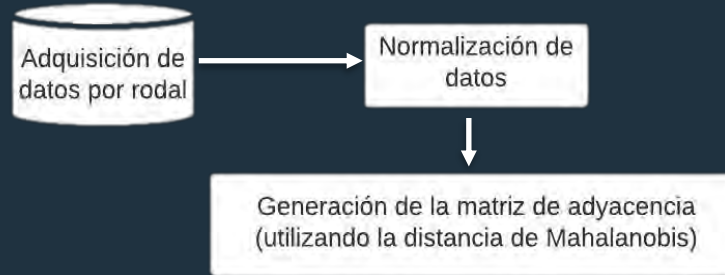 Adquisición de
datos por rodal
Normalización de
datos
Generación de la matriz de adyacencia
(utilizando la distancia de Mahalanobis)